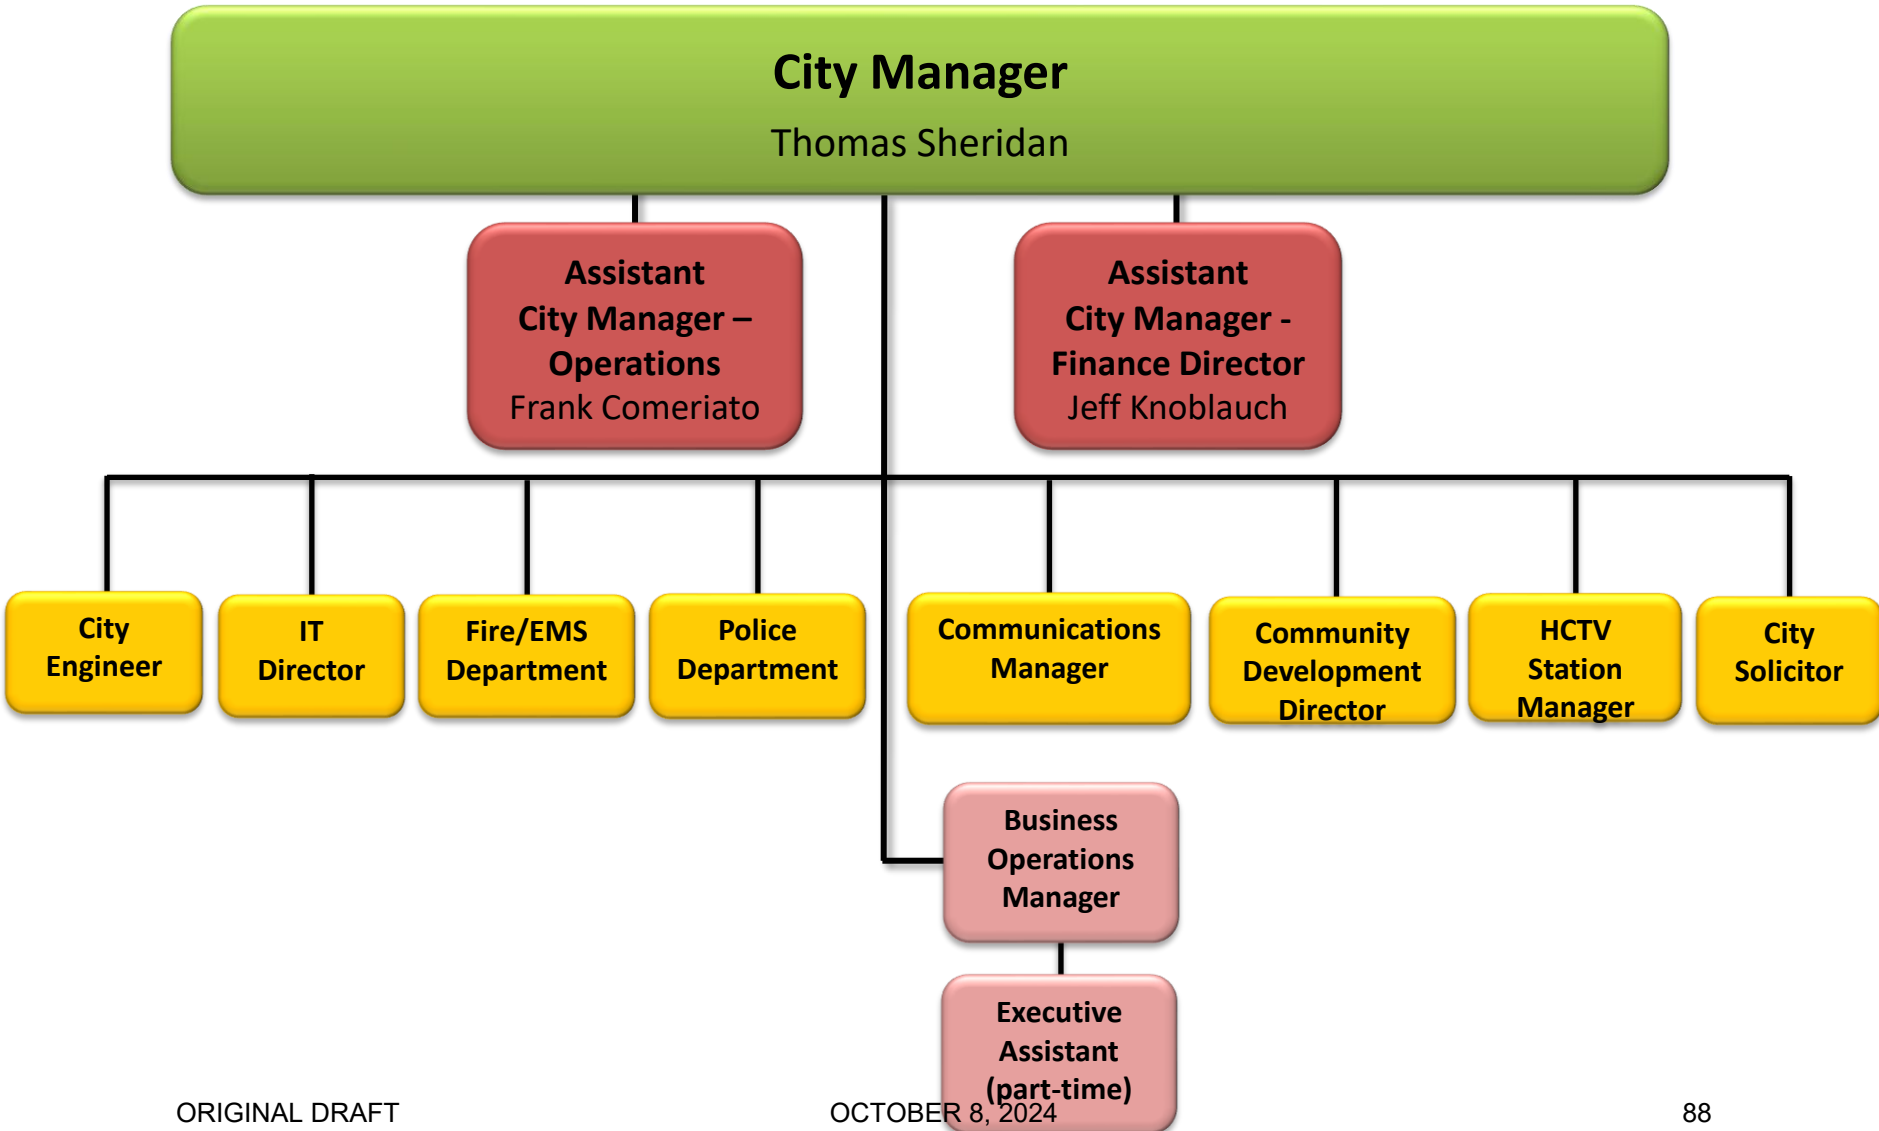 City Manager
Thomas Sheridan
Assistant
City Manager –
Operations
Frank Comeriato
Assistant
City Manager -
Finance Director
Jeff Knoblauch
City
Engineer
IT
Director
Fire/EMS
Department
Police
Department
Communications
Manager
Community
Development
Director
HCTV
Station
Manager
City
Solicitor
Business
Operations
Manager
Executive
Assistant
(part-time)
ORIGINAL DRAFT
OCTOBER 8, 2024
88